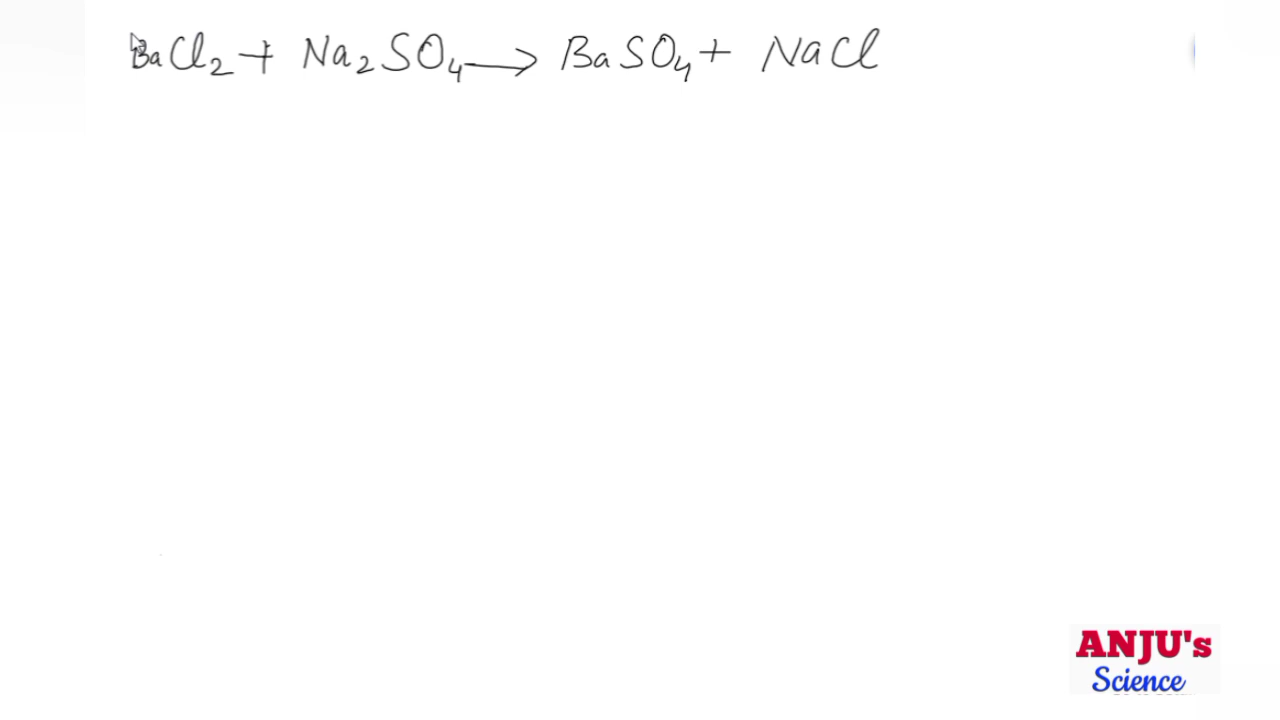 BaCl₂ + Na₂SO₄ → BaSO₄ + NaCl
ANJU's
Science